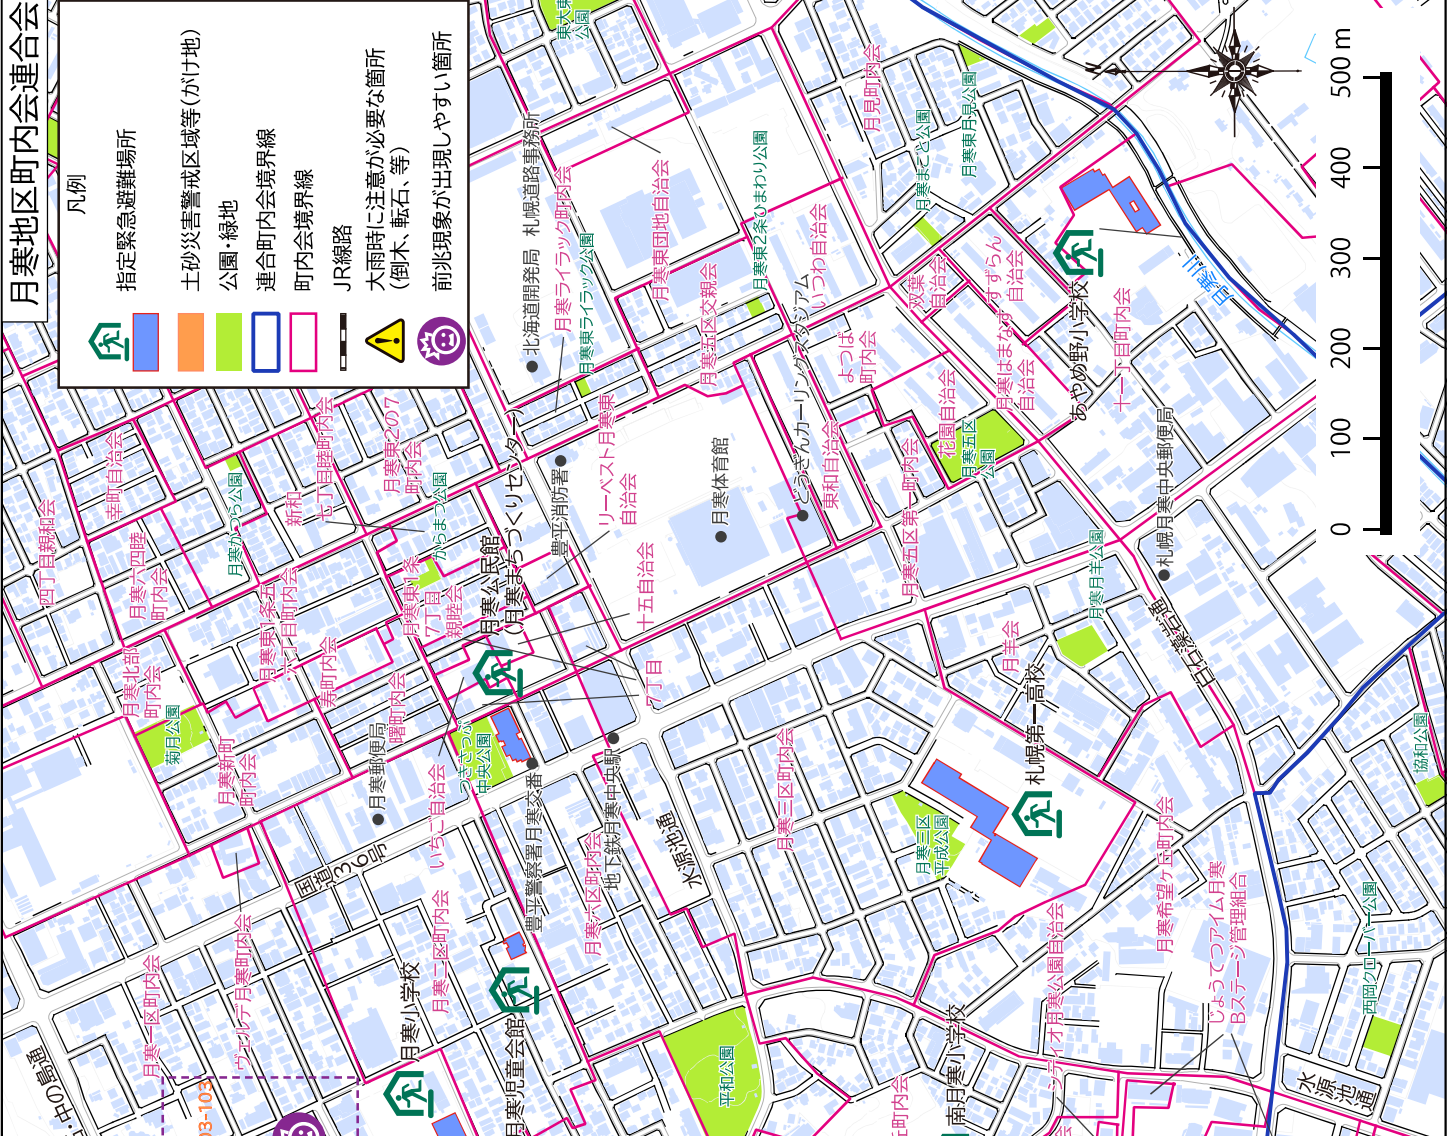 月寒地区町内会連合会
凡例
指定緊急避難場所
土砂災害警戒区域等(がけ地)
公園・緑地
連合町内会境界線
町内会境界線
JR線路
大雨時に注意が必要な箇所
(倒木、転石、等)
前兆現象が出現しやすい箇所
東大東
公園
四丁目親和会
幸町自治会
月寒六四睦
町内会
月寒かつら公園
新和
七丁目睦町内会
月寒東2の7
町内会
からまつ公園
月寒東1条五
・六丁目町内会
月寒北部
町内会
菊月公園
月寒新町
町内会
寿町内会
曙町内会
月寒東1条
7丁目
親睦会
月寒公民館
(月寒まちづくりセンター)
月寒郵便局
いちご自治会
つきさっぷ
中央公園
国道36号
ヴェルデ月寒町内会
月寒一区町内会
月寒二区町内会
月寒小学校
月寒児童会館
豊平警察署月寒交番
月寒六区町内会
地下鉄月寒中央駅
水源池通
月寒三区町内会
7丁目
十五自治会
リーベスト月寒東
自治会
豊平消防署
北海道開発局 札幌道路事務所
月寒ライラック町内会
月寒東ライラック公園
月寒東団地自治会
月寒五区交親会
月寒東2条ひまわり公園
月寒体育館
どうぎんカーリングスタジアム
いつわ自治会
よつば
町内会
東和自治会
月寒五区第一町内会
花園自治会
月寒五区
公園
双葉
自治会
月見町内会
月寒まごと公園
月寒東月見公園
月寒はまなす
自治会
すずらん
自治会
あやめ野小学校
十一丁目町内会
月寒川
N
札幌月寒中央郵便局
月寒月羊公園
月羊会
札幌第一高校
白石藻岩通
月寒三区
平成公園
月寒希望ヶ丘町内会
じょうてつアイム月寒
Bステージ管理組合
南月寒小学校
平和公園
協和公園
西岡クローバー公園
水源池通
・中の島通
03-103
丘町内会
0 100 200 300 400 500 m